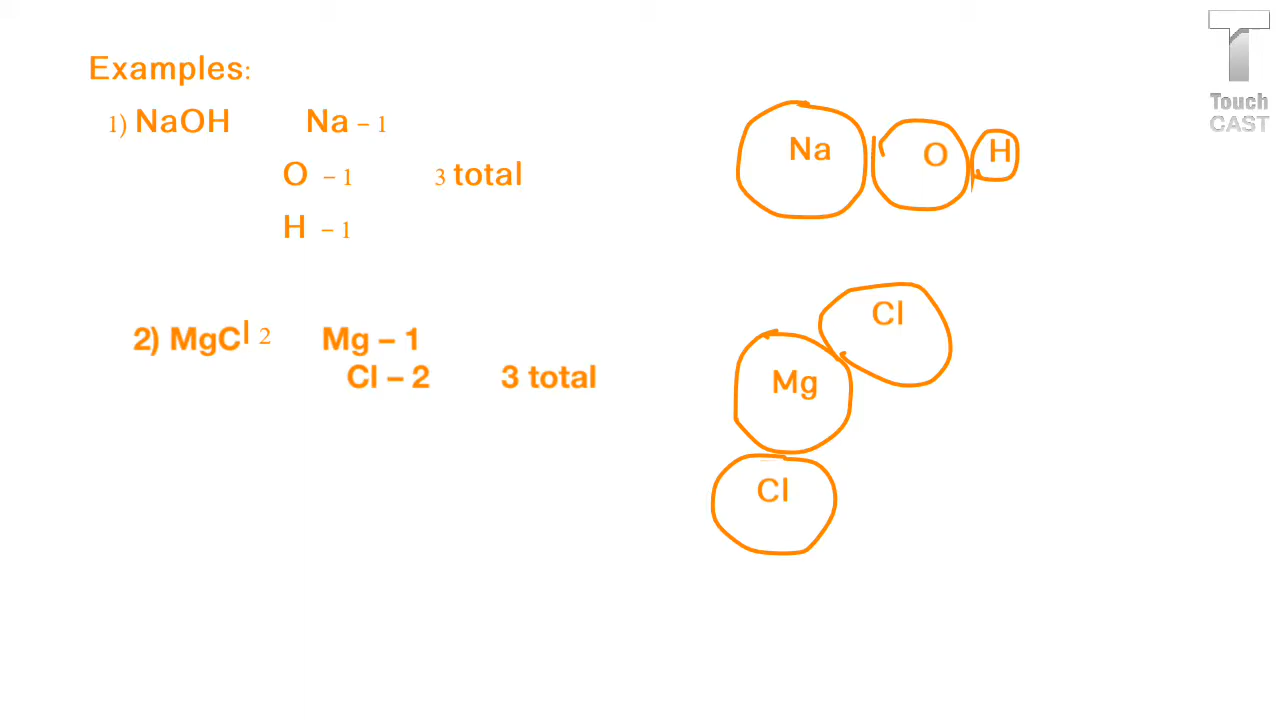 Examples:
1) NaOH Na – 1
O – 1 3 total
H – 1
2) MgCl 2 Mg – 1
Cl – 2 3 total
Na O H
Cl
Mg
Cl
Touch
CAST